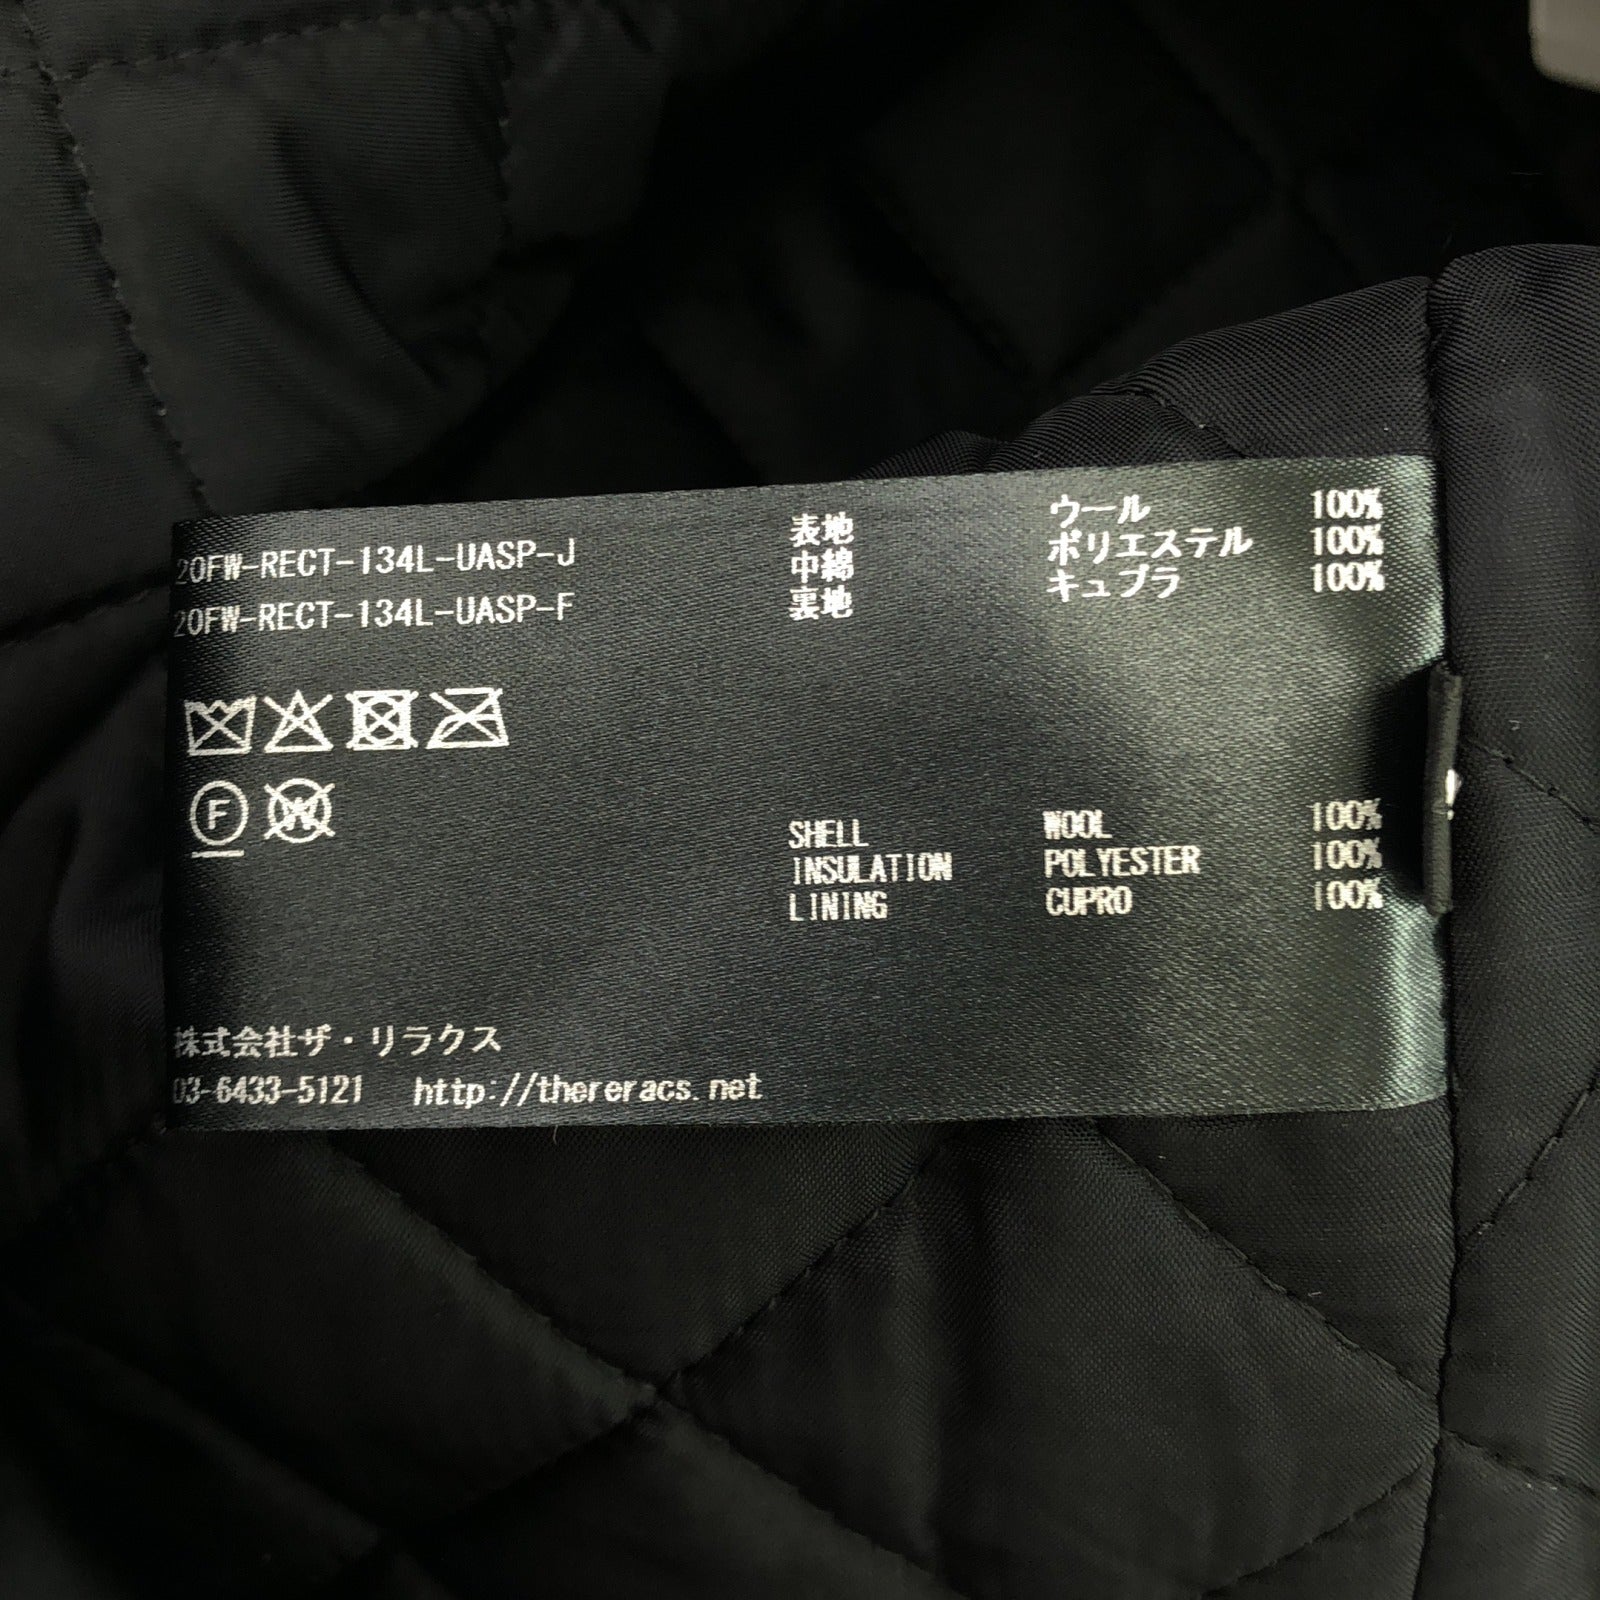 20FW-RECT-134L-UASP-J
20FW-RECT-134L-UASP-F
表地 ウール 100%
中綿 ポリエステル 100%
裏地 キュプラ 100%
F W
SHELL WOOL 100%
INSULATION POLYESTER 100%
LINING CUPRO 100%
株式会社ザ・リラクス
03-6433-5121 http://thereracs.net